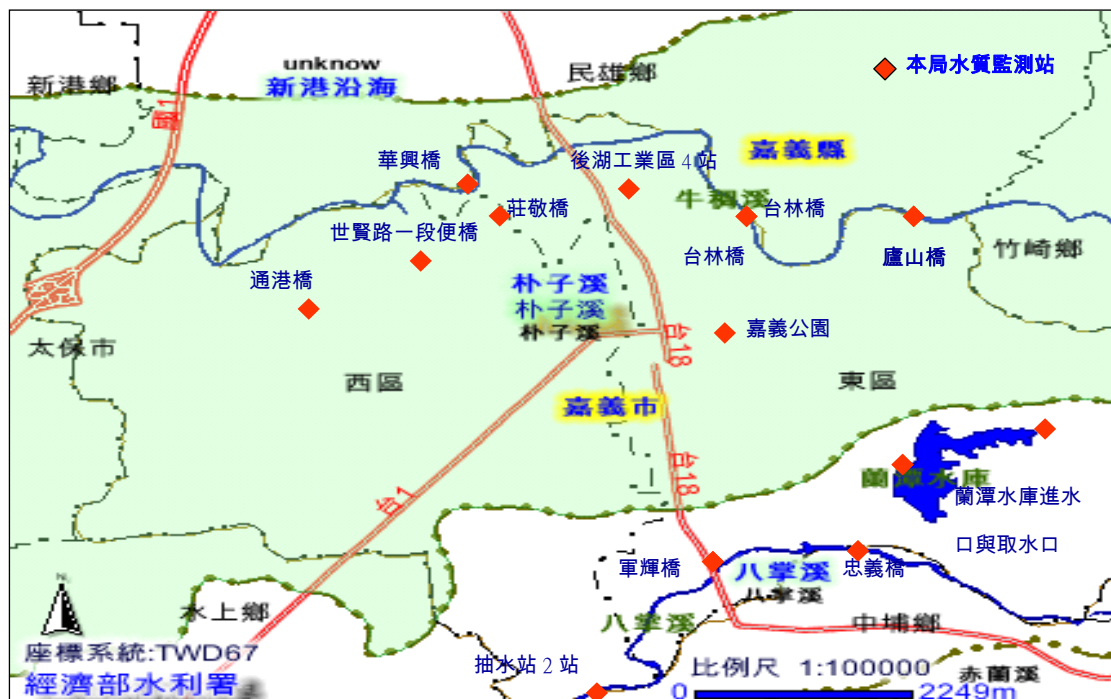 unknow
新港沿海
新港鄉
民雄鄉
本局水質監測站
國1
嘉義縣
華興橋
後湖工業區4站
牛稠溪
莊敬橋
台林橋
世賢路一段便橋
台林橋
廬山橋
竹崎鄉
通港橋
朴子溪
朴子溪
朴子溪
嘉義公園
台18
太保市
西區
東區
嘉義市
台18
台1
蘭潭水庫
蘭潭水庫進水
口與取水口
軍輝橋
八掌溪
忠義橋
八掌溪
水上鄉
八掌溪
中埔鄉
N
座標系統:TWD67
經濟部水利署
抽水站2站
比例尺 1:100000
赤蘭溪
0
2249m